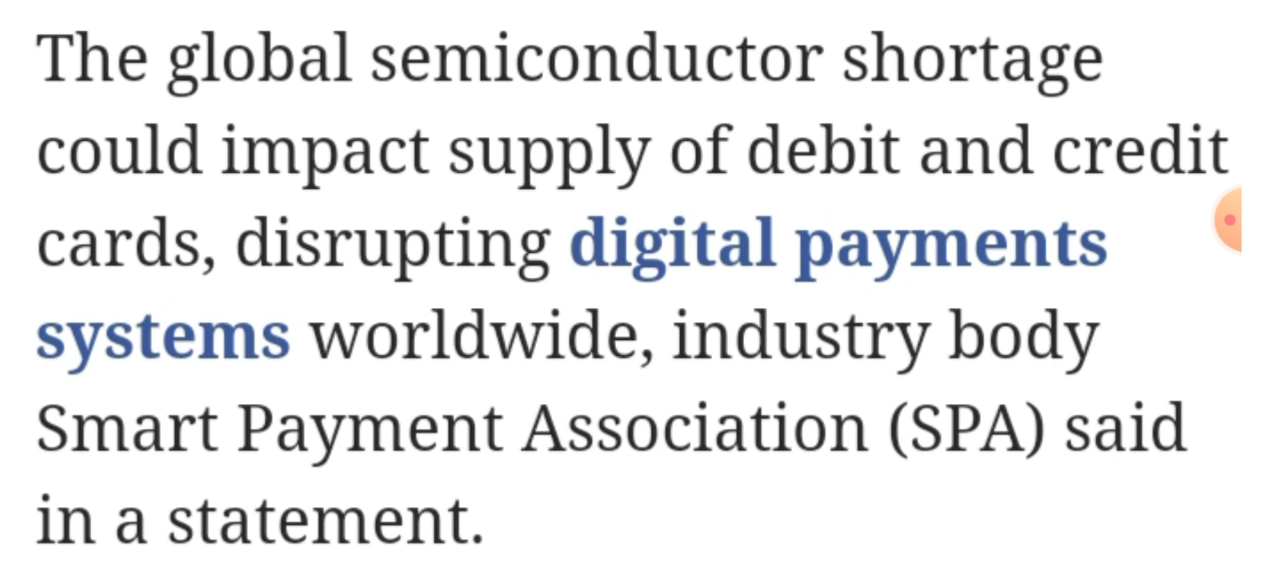 The global semiconductor shortage
could impact supply of debit and credit
cards, disrupting digital payments
systems worldwide, industry body
Smart Payment Association (SPA) said
in a statement.